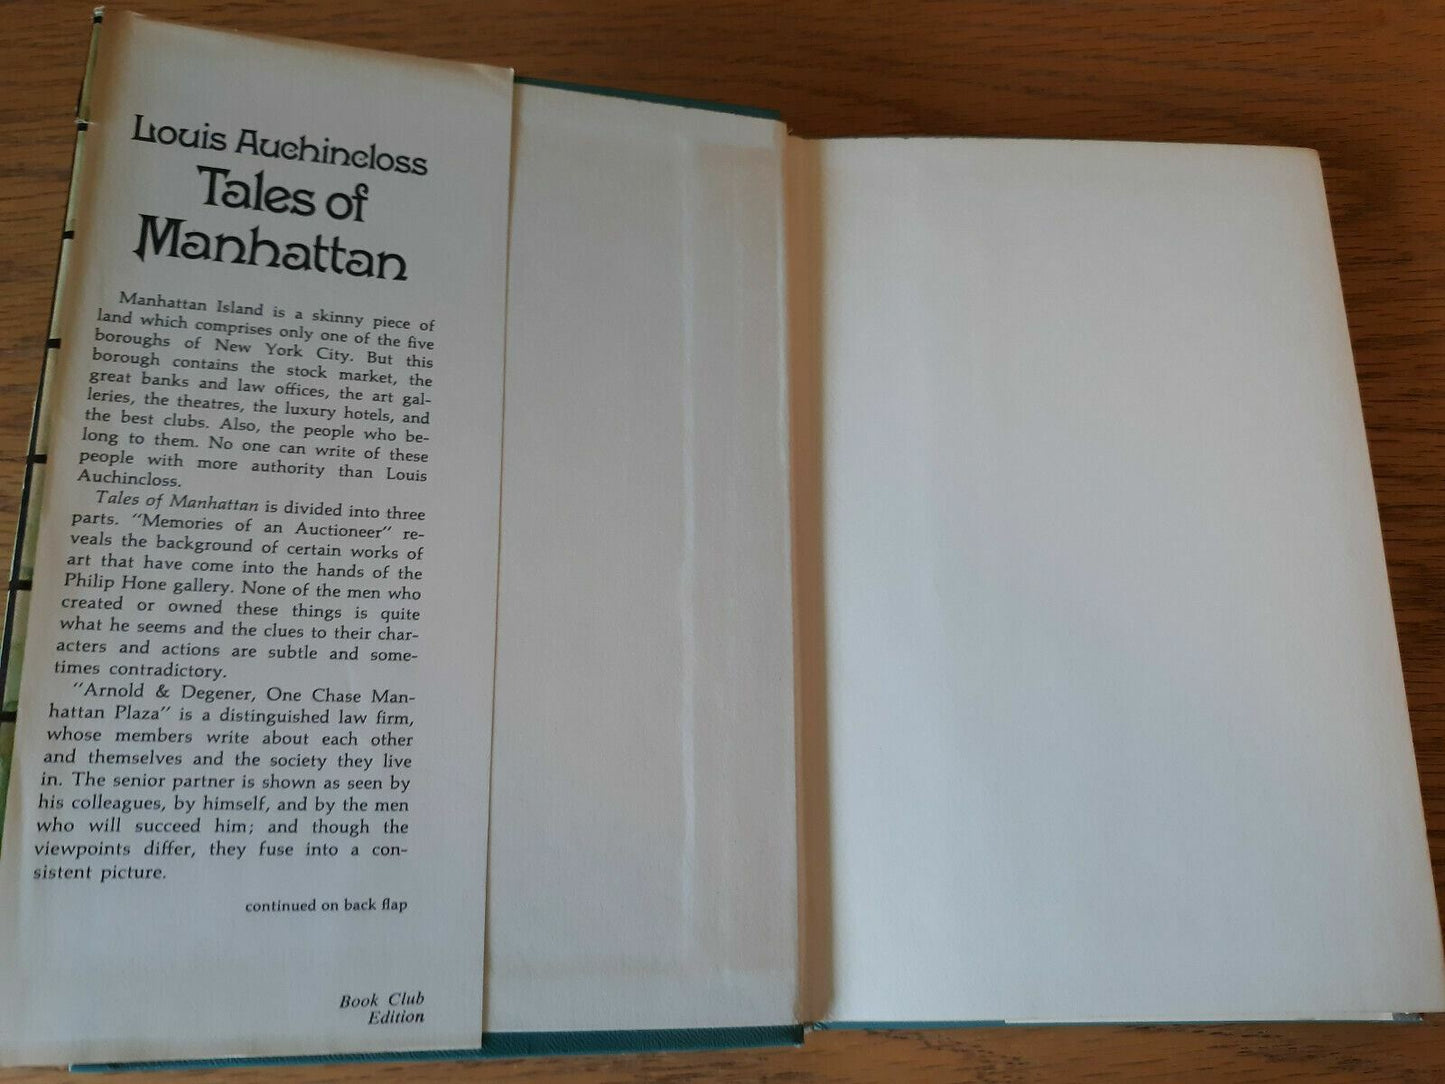 Louis Auchincloss
Tales of
Manhattan
Manhattan Island is a skinny piece of
land which comprises only one of the five
boroughs of New York City. But this
borough contains the stock market, the
great banks and law offices, the art gal-
leries, the theatres, the luxury hotels, and
the best clubs. Also, the people who be-
long to them. No one can write of these
people with more authority than Louis
Auchincloss.
Tales of Manhattan is divided into three
parts. "Memories of an Auctioneer" re-
veals the background of certain works of
art that have come into the hands of the
Philip Hone gallery. None of the men who
created or owned these things is quite
what he seems and the clues to their char-
acters and actions are subtle and some-
times contradictory.
"Arnold & Degener, One Chase Man-
hattan Plaza" is a distinguished law firm,
whose members write about each other
and themselves and the society they live
in. The senior partner is shown as seen by
his colleagues, by himself, and by the men
who will succeed him; and though the
viewpoints differ, they fuse into a con-
sistent picture.
continued on back flap
Book Club
Edition